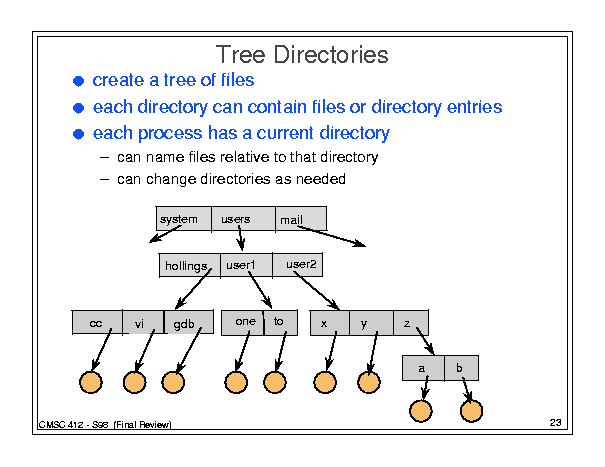 Tree Directories
● create a tree of files
● each directory can contain files or directory entries
● each process has a current directory
– can name files relative to that directory
– can change directories as needed
system users mail
hollings user1 user2
cc vi gdb one to x y z
a b
CMSC 412 - S98 (Final Review) 23